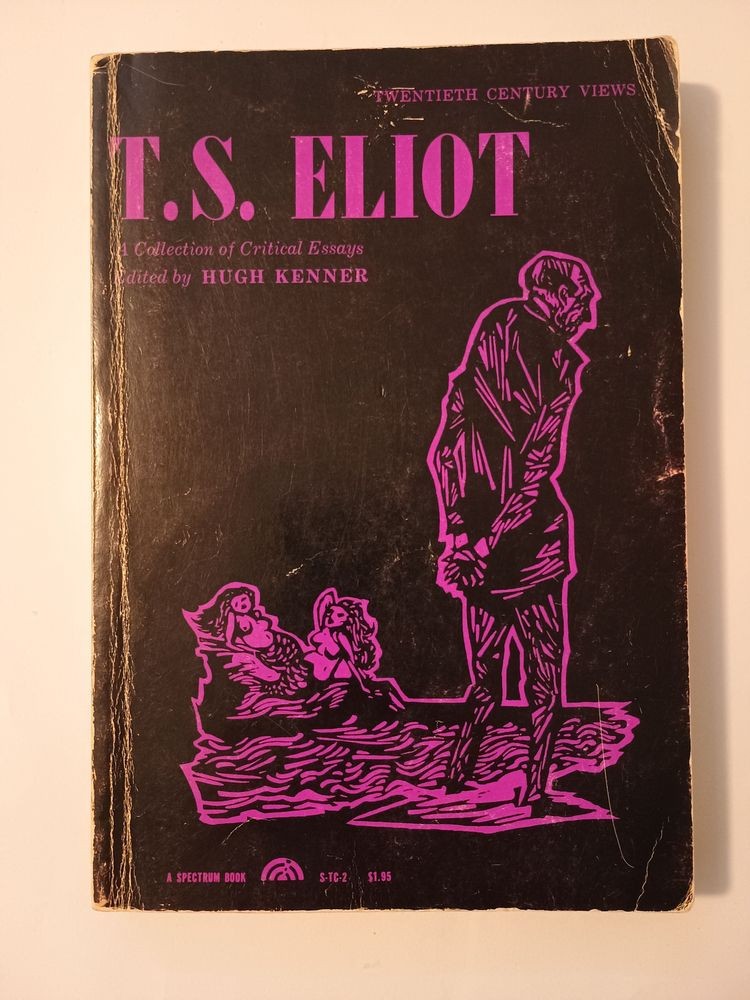 TWENTIETH CENTURY VIEWS
T.S. ELIOT
A Collection of Critical Essays
Edited by HUGH KENNER
A SPECTRUM BOOK S-TC-2 $1.95